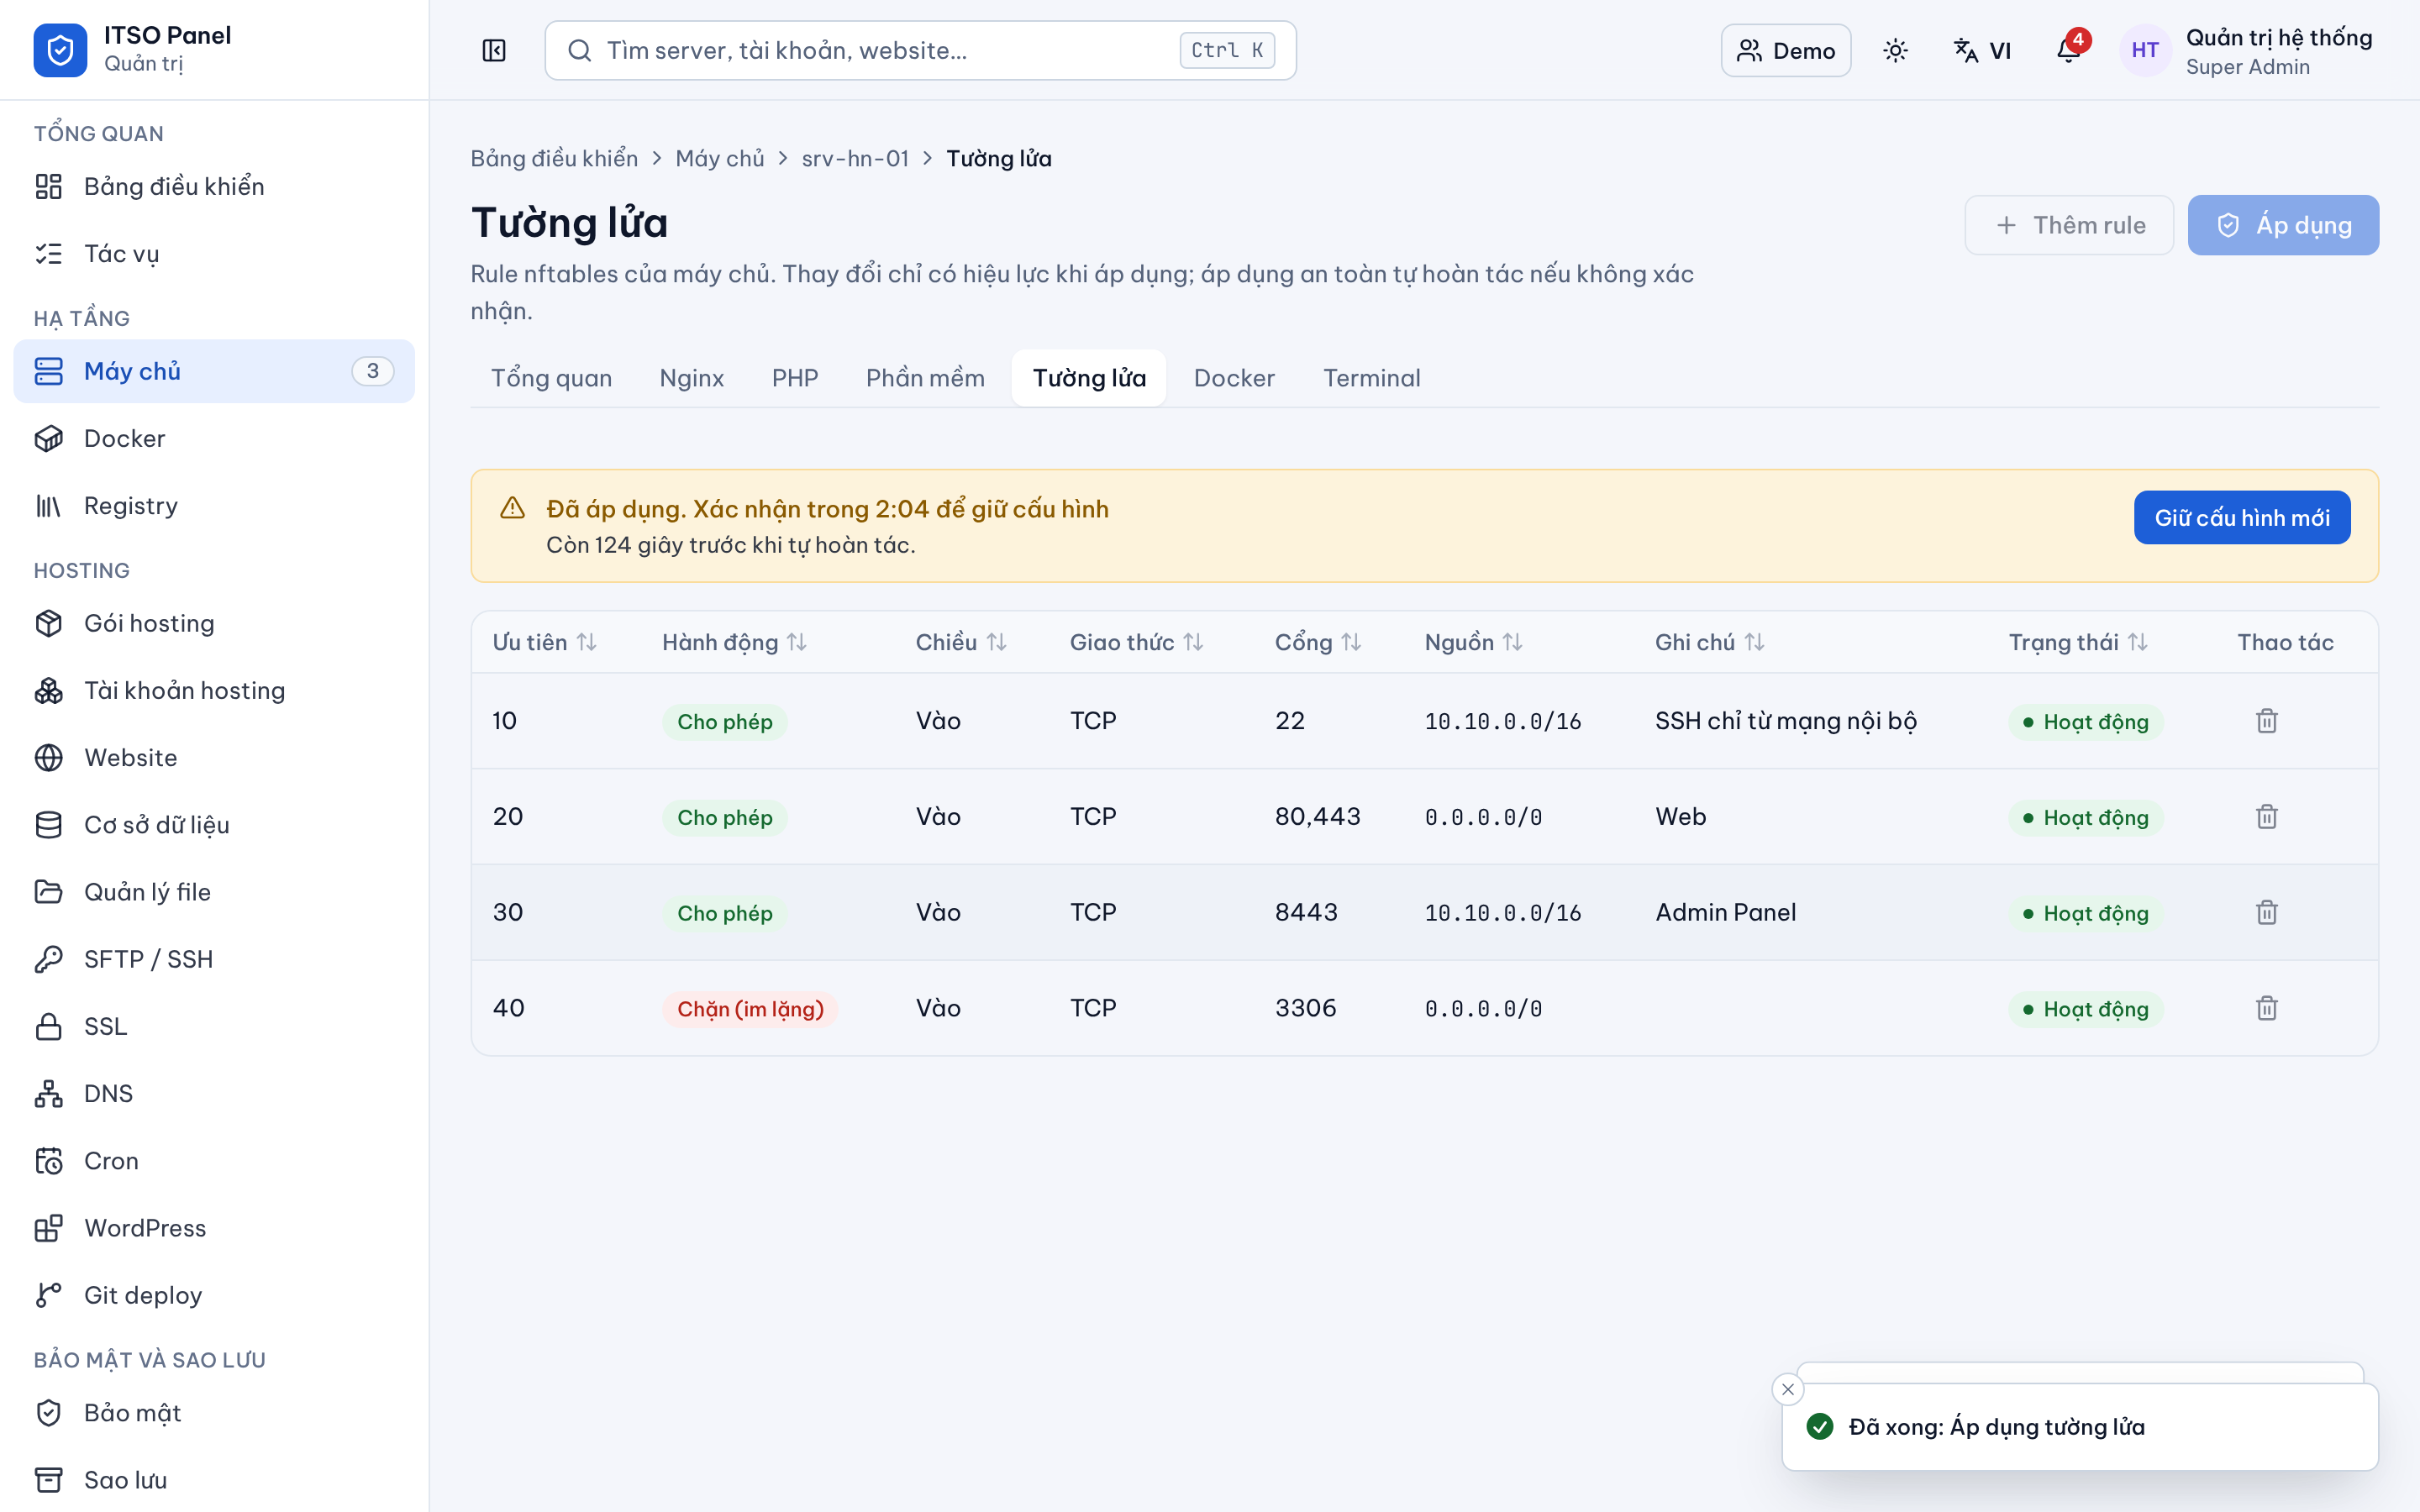 ITSO Panel
Quản trị
Tìm server, tài khoản, website...
Ctrl K
Demo
VI
4
HT
Quản trị hệ thống
Super Admin
TỔNG QUAN
Bảng điều khiển
Tác vụ
HẠ TẦNG
Máy chủ
3
Docker
Registry
HOSTING
Gói hosting
Tài khoản hosting
Website
Cơ sở dữ liệu
Quản lý file
SFTP / SSH
SSL
DNS
Cron
WordPress
Git deploy
BẢO MẬT VÀ SAO LƯU
Bảo mật
Sao lưu
Bảng điều khiển > Máy chủ > srv-hn-01 > Tường lửa
Tường lửa
Thêm rule
Áp dụng
Rule nftables của máy chủ. Thay đổi chỉ có hiệu lực khi áp dụng; áp dụng an toàn tự hoàn tác nếu không xác
nhận.
Tổng quan Nginx PHP Phần mềm Tường lửa Docker Terminal
Đã áp dụng. Xác nhận trong 2:04 để giữ cấu hình
Còn 124 giây trước khi tự hoàn tác.
Giữ cấu hình mới
Ưu tiên Hành động Chiều Giao thức Cổng Nguồn Ghi chú Trạng thái Thao tác
10 Cho phép Vào TCP 22 10.10.0.0/16 SSH chỉ từ mạng nội bộ Hoạt động
20 Cho phép Vào TCP 80,443 0.0.0.0/0 Web Hoạt động
30 Cho phép Vào TCP 8443 10.10.0.0/16 Admin Panel Hoạt động
40 Chặn (im lặng) Vào TCP 3306 0.0.0.0/0 Hoạt động
Đã xong: Áp dụng tường lửa